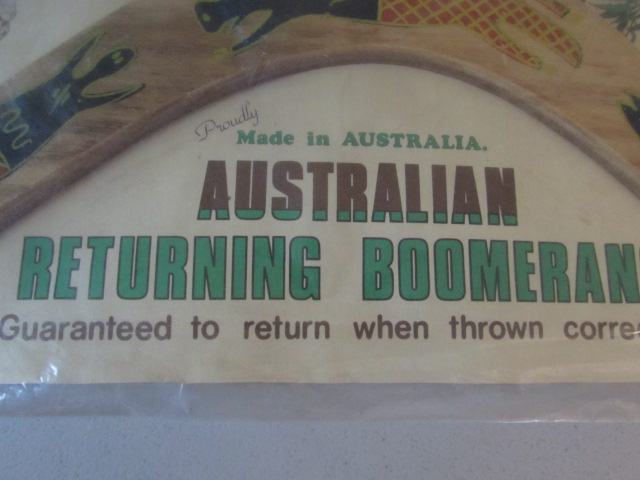 Proudly
Made in AUSTRALIA.
AUSTRALIAN
RETURNING BOOMERAN
Guaranteed to return when thrown corre